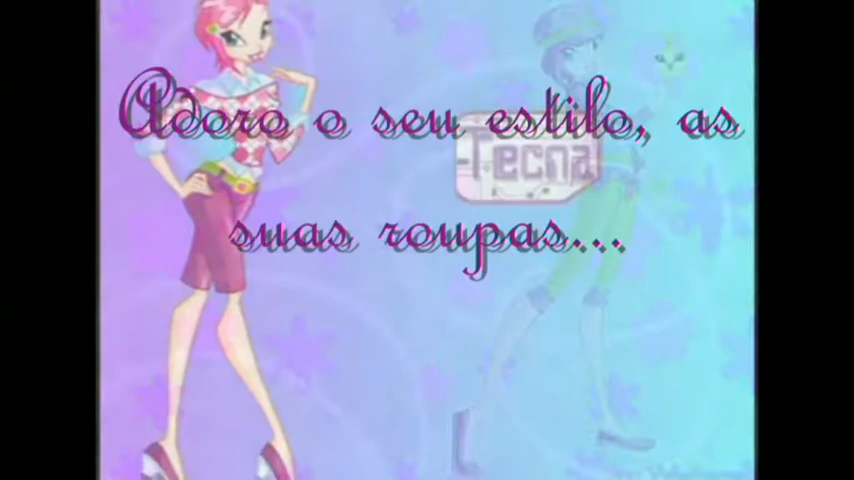 Adoro o seu estilo, as
Tecna
suas roupas...